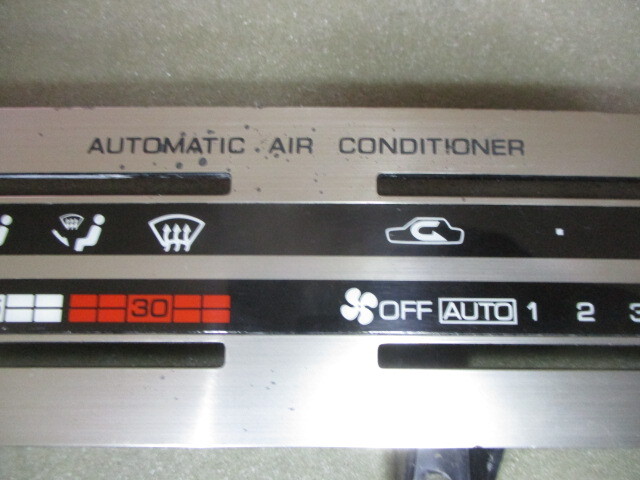 AUTOMATIC AIR CONDITIONER
30 OFF AUTO 1 2 3